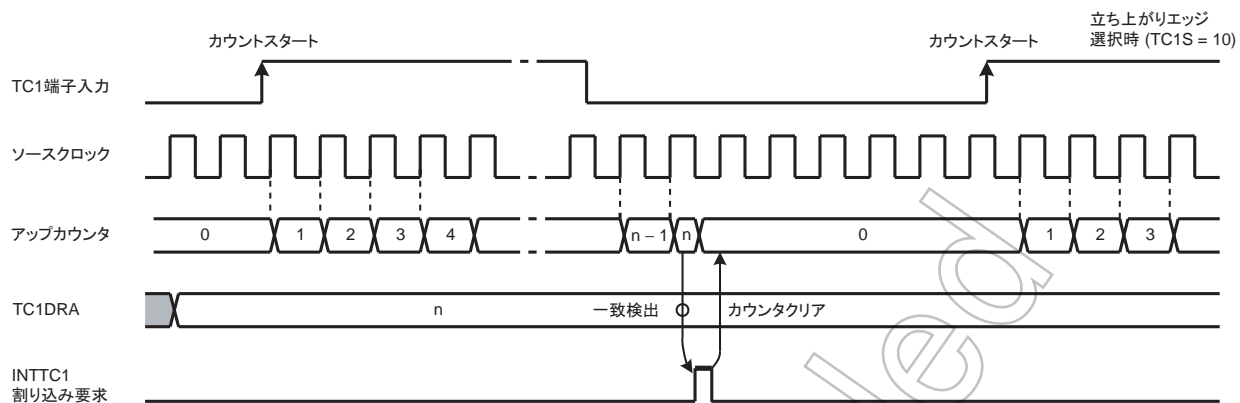 立ち上がりエッジ
選択時 (TC1S = 10)
カウントスタート
カウントスタート
TC1端子入力
ソースクロック
アップカウンタ
0 1 2 3 4 n − 1 n 0 1 2 3
TC1DRA
n 一致検出 カウンタクリア
INTTC1
割り込み要求